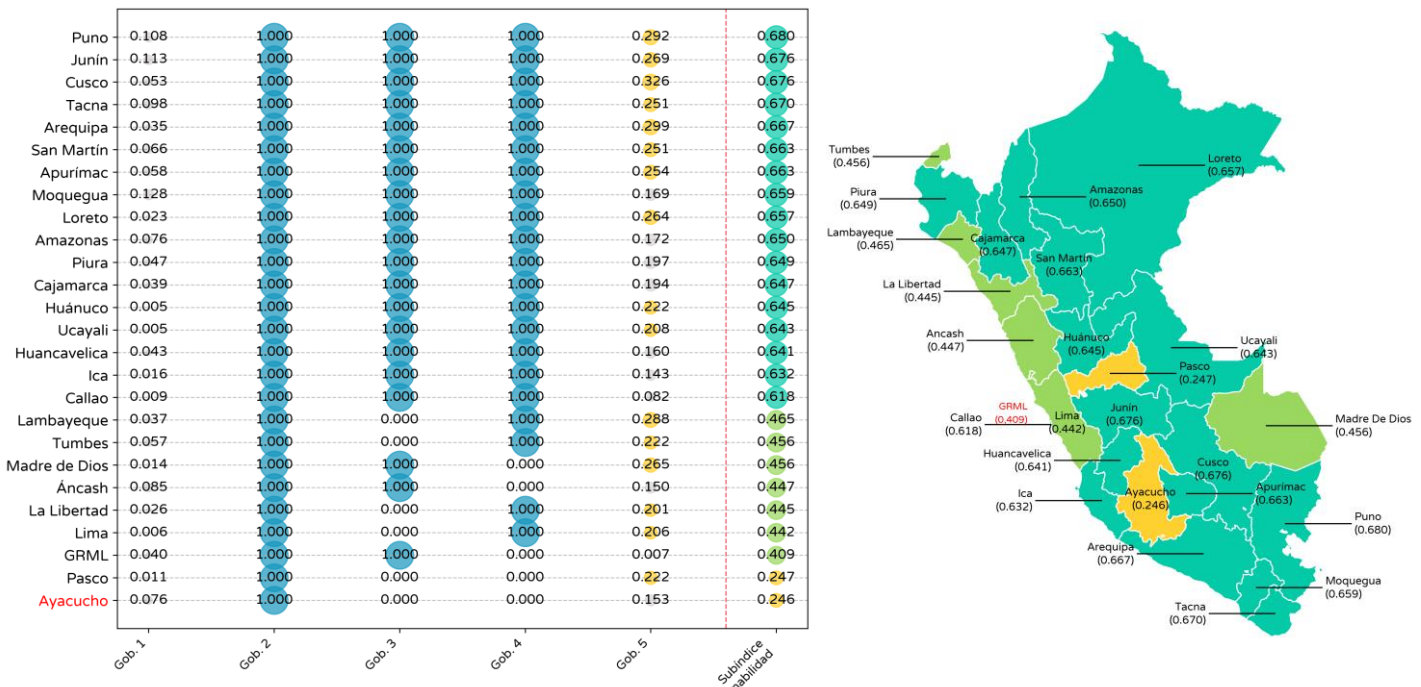 Puno 0.108 1.000 1.000 1.000 0.292 0.680
Junín 0.113 1.000 1.000 1.000 0.269 0.676
Cusco 0.053 1.000 1.000 1.000 0.326 0.676
Tacna 0.098 1.000 1.000 1.000 0.251 0.670
Arequipa 0.035 1.000 1.000 1.000 0.299 0.667
San Martín 0.066 1.000 1.000 1.000 0.251 0.663
Apurímac 0.058 1.000 1.000 1.000 0.254 0.663
Moquegua 0.128 1.000 1.000 1.000 0.169 0.659
Loreto 0.023 1.000 1.000 1.000 0.264 0.657
Amazonas 0.076 1.000 1.000 1.000 0.172 0.650
Piura 0.047 1.000 1.000 1.000 0.197 0.649
Cajamarca 0.039 1.000 1.000 1.000 0.194 0.647
Huánuco 0.005 1.000 1.000 1.000 0.222 0.645
Ucayali 0.005 1.000 1.000 1.000 0.208 0.643
Huancavelica 0.043 1.000 1.000 1.000 0.160 0.641
Ica 0.016 1.000 1.000 1.000 0.143 0.632
Callao 0.009 1.000 1.000 1.000 0.082 0.618
Lambayeque 0.037 1.000 0.000 1.000 0.288 0.465
Tumbes 0.057 1.000 0.000 1.000 0.222 0.456
Madre de Dios 0.014 1.000 1.000 0.000 0.265 0.456
Áncash 0.085 1.000 1.000 0.000 0.150 0.447
La Libertad 0.026 1.000 0.000 1.000 0.201 0.445
Lima 0.006 1.000 0.000 1.000 0.206 0.442
GRML 0.040 1.000 1.000 0.000 0.007 0.409
Pasco 0.011 1.000 0.000 0.000 0.222 0.247
Ayacucho 0.076 1.000 0.000 0.000 0.153 0.246
Gob. 1 Gob. 2 Gob. 3 Gob. 4 Gob. 5 Subíndice
Tumbes
(0.456)
Loreto
(0.657)
Piura
(0.649)
Amazonas
(0.650)
Lambayeque
(0.465)
Cajamarca
(0.647)
San Martín
(0.663)
La Libertad
(0.445)
Ancash
(0.447)
Huánuco
(0.645)
Ucayali
(0.643)
Pasco
(0.247)
GRML
(0.409)
Callao
(0.618)
Lima
(0.442)
Junín
(0.676)
Madre De Dios
(0.456)
Huancavelica
(0.641)
Cusco
(0.676)
Ica
(0.632)
Ayacucho
(0.246)
Apurímac
(0.663)
Puno
(0.680)
Arequipa
(0.667)
Moquegua
(0.659)
Tacna
(0.670)